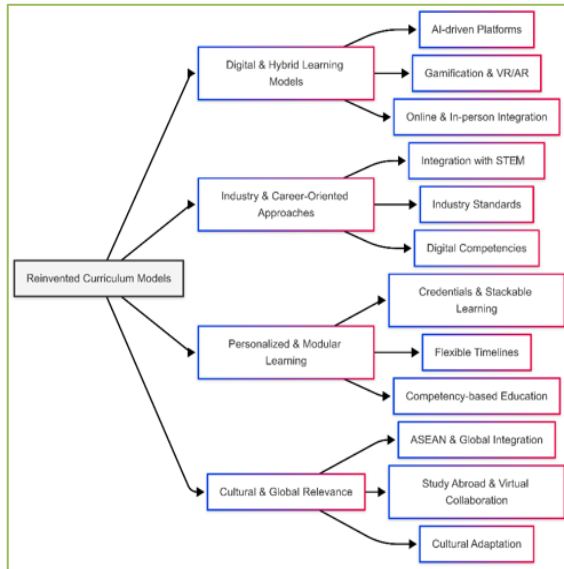 Reinvented Curriculum Models
Digital & Hybrid Learning
Models
AI-driven Platforms
Gamification & VR/AR
Online & In-person Integration
Industry & Career-Oriented
Approaches
Integration with STEM
Industry Standards
Digital Competencies
Personalized & Modular
Learning
Credentials & Stackable
Learning
Flexible Timelines
Competency-based Education
Cultural & Global Relevance
ASEAN & Global Integration
Study Abroad & Virtual
Collaboration
Cultural Adaptation